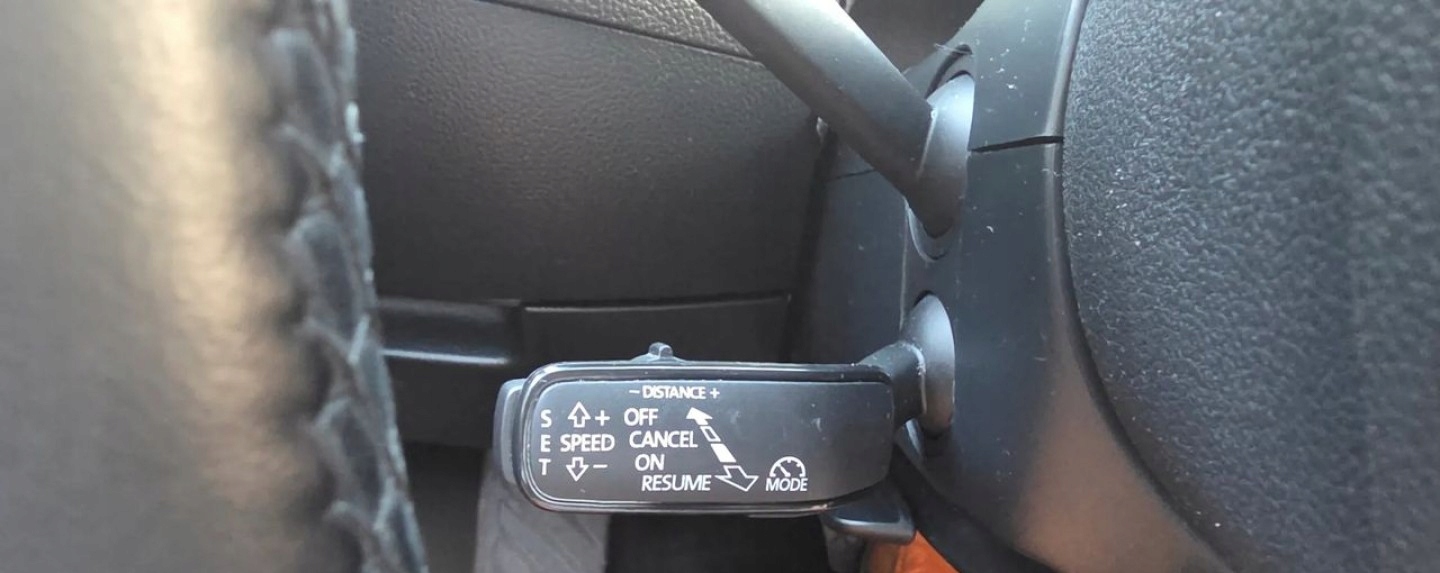 - DISTANCE +
S + OFF
E SPEED CANCEL
T - ON
RESUME MODE